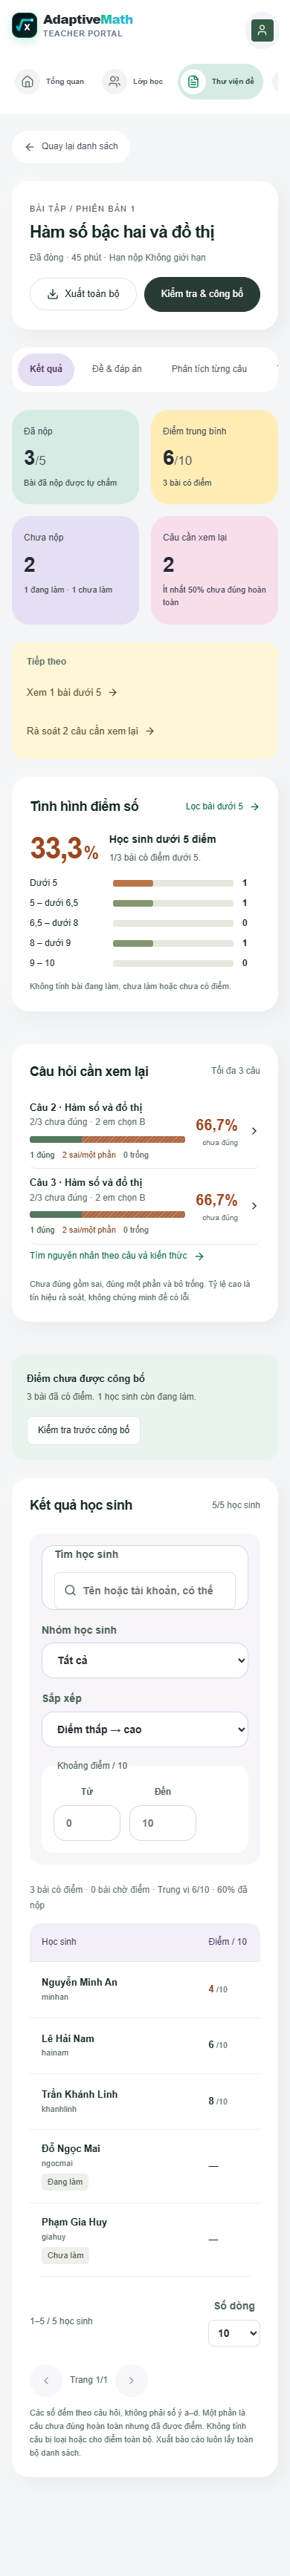 AdaptiveMath
TEACHER PORTAL
Tổng quan
Lớp học
Thư viện đề
Quay lại danh sách
BÀI TẬP / PHIÊN BẢN 1
Hàm số bậc hai và đồ thị
Đã đóng · 45 phút · Hạn nộp Không giới hạn
Xuất toàn bộ
Kiểm tra & công bố
Kết quả
Đề & đáp án
Phân tích từng câu
Đã nộp
3/5
Bài đã nộp được tự chấm
Điểm trung bình
6/10
3 bài có điểm
Chưa nộp
2
1 đang làm · 1 chưa làm
Câu cần xem lại
2
Ít nhất 50% chưa đúng hoàn
toàn
Tiếp theo
Xem 1 bài dưới 5 →
Rà soát 2 câu cần xem lại →
Tình hình điểm số
Lọc bài dưới 5 →
33,3%
Học sinh dưới 5 điểm
1/3 bài có điểm dưới 5.
Dưới 5 1
5 – dưới 6,5 1
6,5 – dưới 8 0
8 – dưới 9 1
9 – 10 0
Không tính bài đang làm, chưa làm hoặc chưa có điểm.
Câu hỏi cần xem lại
Tối đa 3 câu
Câu 2 · Hàm số và đồ thị
2/3 chưa đúng · 2 em chọn B
66,7%
chưa đúng
1 đúng 2 sai/một phần 0 trống
Câu 3 · Hàm số và đồ thị
2/3 chưa đúng · 2 em chọn B
66,7%
chưa đúng
1 đúng 2 sai/một phần 0 trống
Tìm nguyên nhân theo câu và kiến thức →
Chưa đúng gồm sai, đúng một phần và bỏ trống. Tỷ lệ cao là
tín hiệu rà soát, không chứng minh đề có lỗi.
Điểm chưa được công bố
3 bài đã có điểm. 1 học sinh còn đang làm.
Kiểm tra trước công bố
Kết quả học sinh
5/5 học sinh
Tìm học sinh
Tên hoặc tài khoản, có thể
Nhóm học sinh
Tất cả
Sắp xếp
Điểm thấp → cao
Khoảng điểm / 10
Từ
Đến
0
10
3 bài có điểm · 0 bài chờ điểm · Trung vị 6/10 · 60% đã
nộp
Học sinh
Điểm / 10
Nguyễn Minh An
minhan
4 /10
Lê Hải Nam
hainam
6 /10
Trần Khánh Linh
khanhlinh
8 /10
Đỗ Ngọc Mai
ngocmai
Đang làm
—
Phạm Gia Huy
giahuy
Chưa làm
—
1–5 / 5 học sinh
Số dòng
10
Trang 1/1
Các số đếm theo câu hỏi, không phải số ý a–d. Một phần là
câu chưa đúng hoàn toàn nhưng đã được điểm. Không tính
câu bị loại hoặc cho điểm toàn bộ. Xuất báo cáo luôn lấy toàn
bộ danh sách.